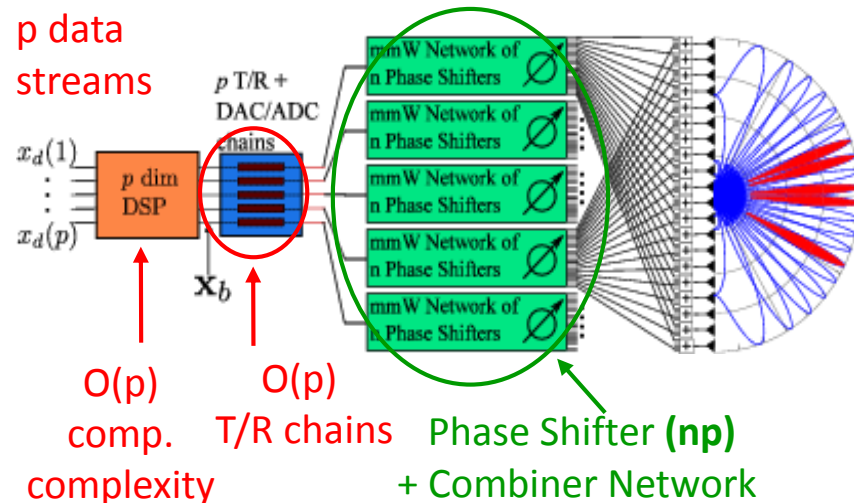 p data
streams
p T/R +
DAC/ADC
chains
x_d(1)
⋮
x_d(p)
p dim
DSP
x_b
mmW Network of
n Phase Shifters
mmW Network of
n Phase Shifters
mmW Network of
n Phase Shifters
mmW Network of
n Phase Shifters
mmW Network of
n Phase Shifters
O(p)
comp.
complexity
O(p)
T/R chains
Phase Shifter (np)
+ Combiner Network